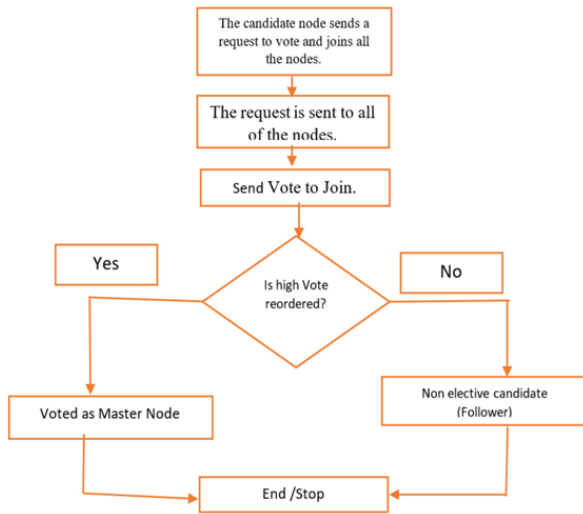 The candidate node sends a
request to vote and joins all
the nodes.
The request is sent to all
of the nodes.
Send Vote to Join.
Yes
No
Is high Vote
reordered?
Voted as Master Node
Non elective candidate
(Follower)
End /Stop